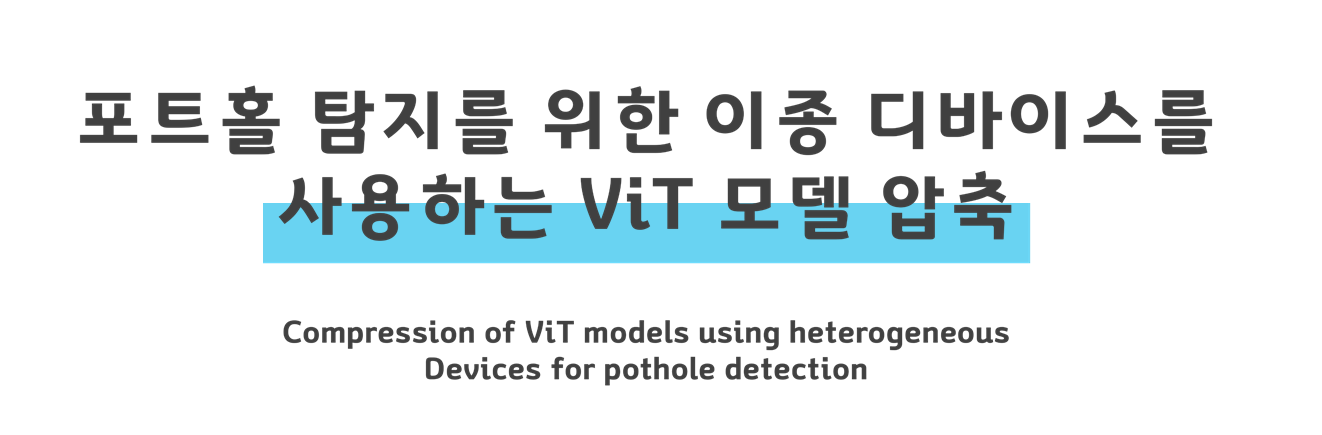 포트홀 탐지를 위한 이종 디바이스를
사용하는 ViT 모델 압축
Compression of ViT models using heterogeneous
Devices for pothole detection